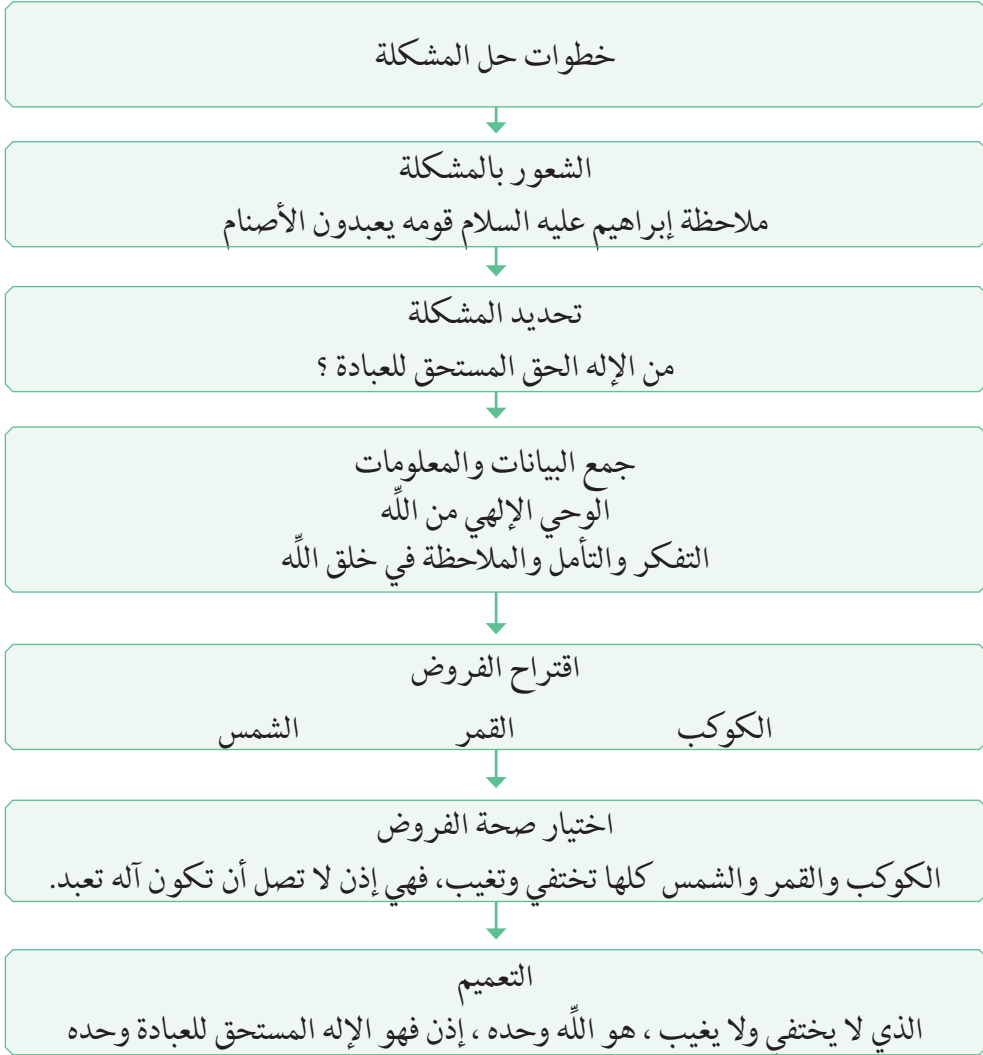 خطوات حل المشكلة
الشعور بالمشكلة
ملاحظة إبراهيم عليه السلام قومه يعبدون الأصنام
تحديد المشكلة
من الإله الحق المستحق للعبادة ؟
جمع البيانات والمعلومات
الوحي الإلهي من اللّٰه
التفكر والتأمل والملاحظة في خلق اللّٰه
اقتراح الفروض
الكوكب القمر الشمس
اختيار صحة الفروض
الكوكب والقمر والشمس كلها تختفي وتغيب، فهي إذن لا تصل أن تكون آله تعبد.
التعميم
الذي لا يختفي ولا يغيب ، هو اللّٰه وحده ، إذن فهو الإله المستحق للعبادة وحده